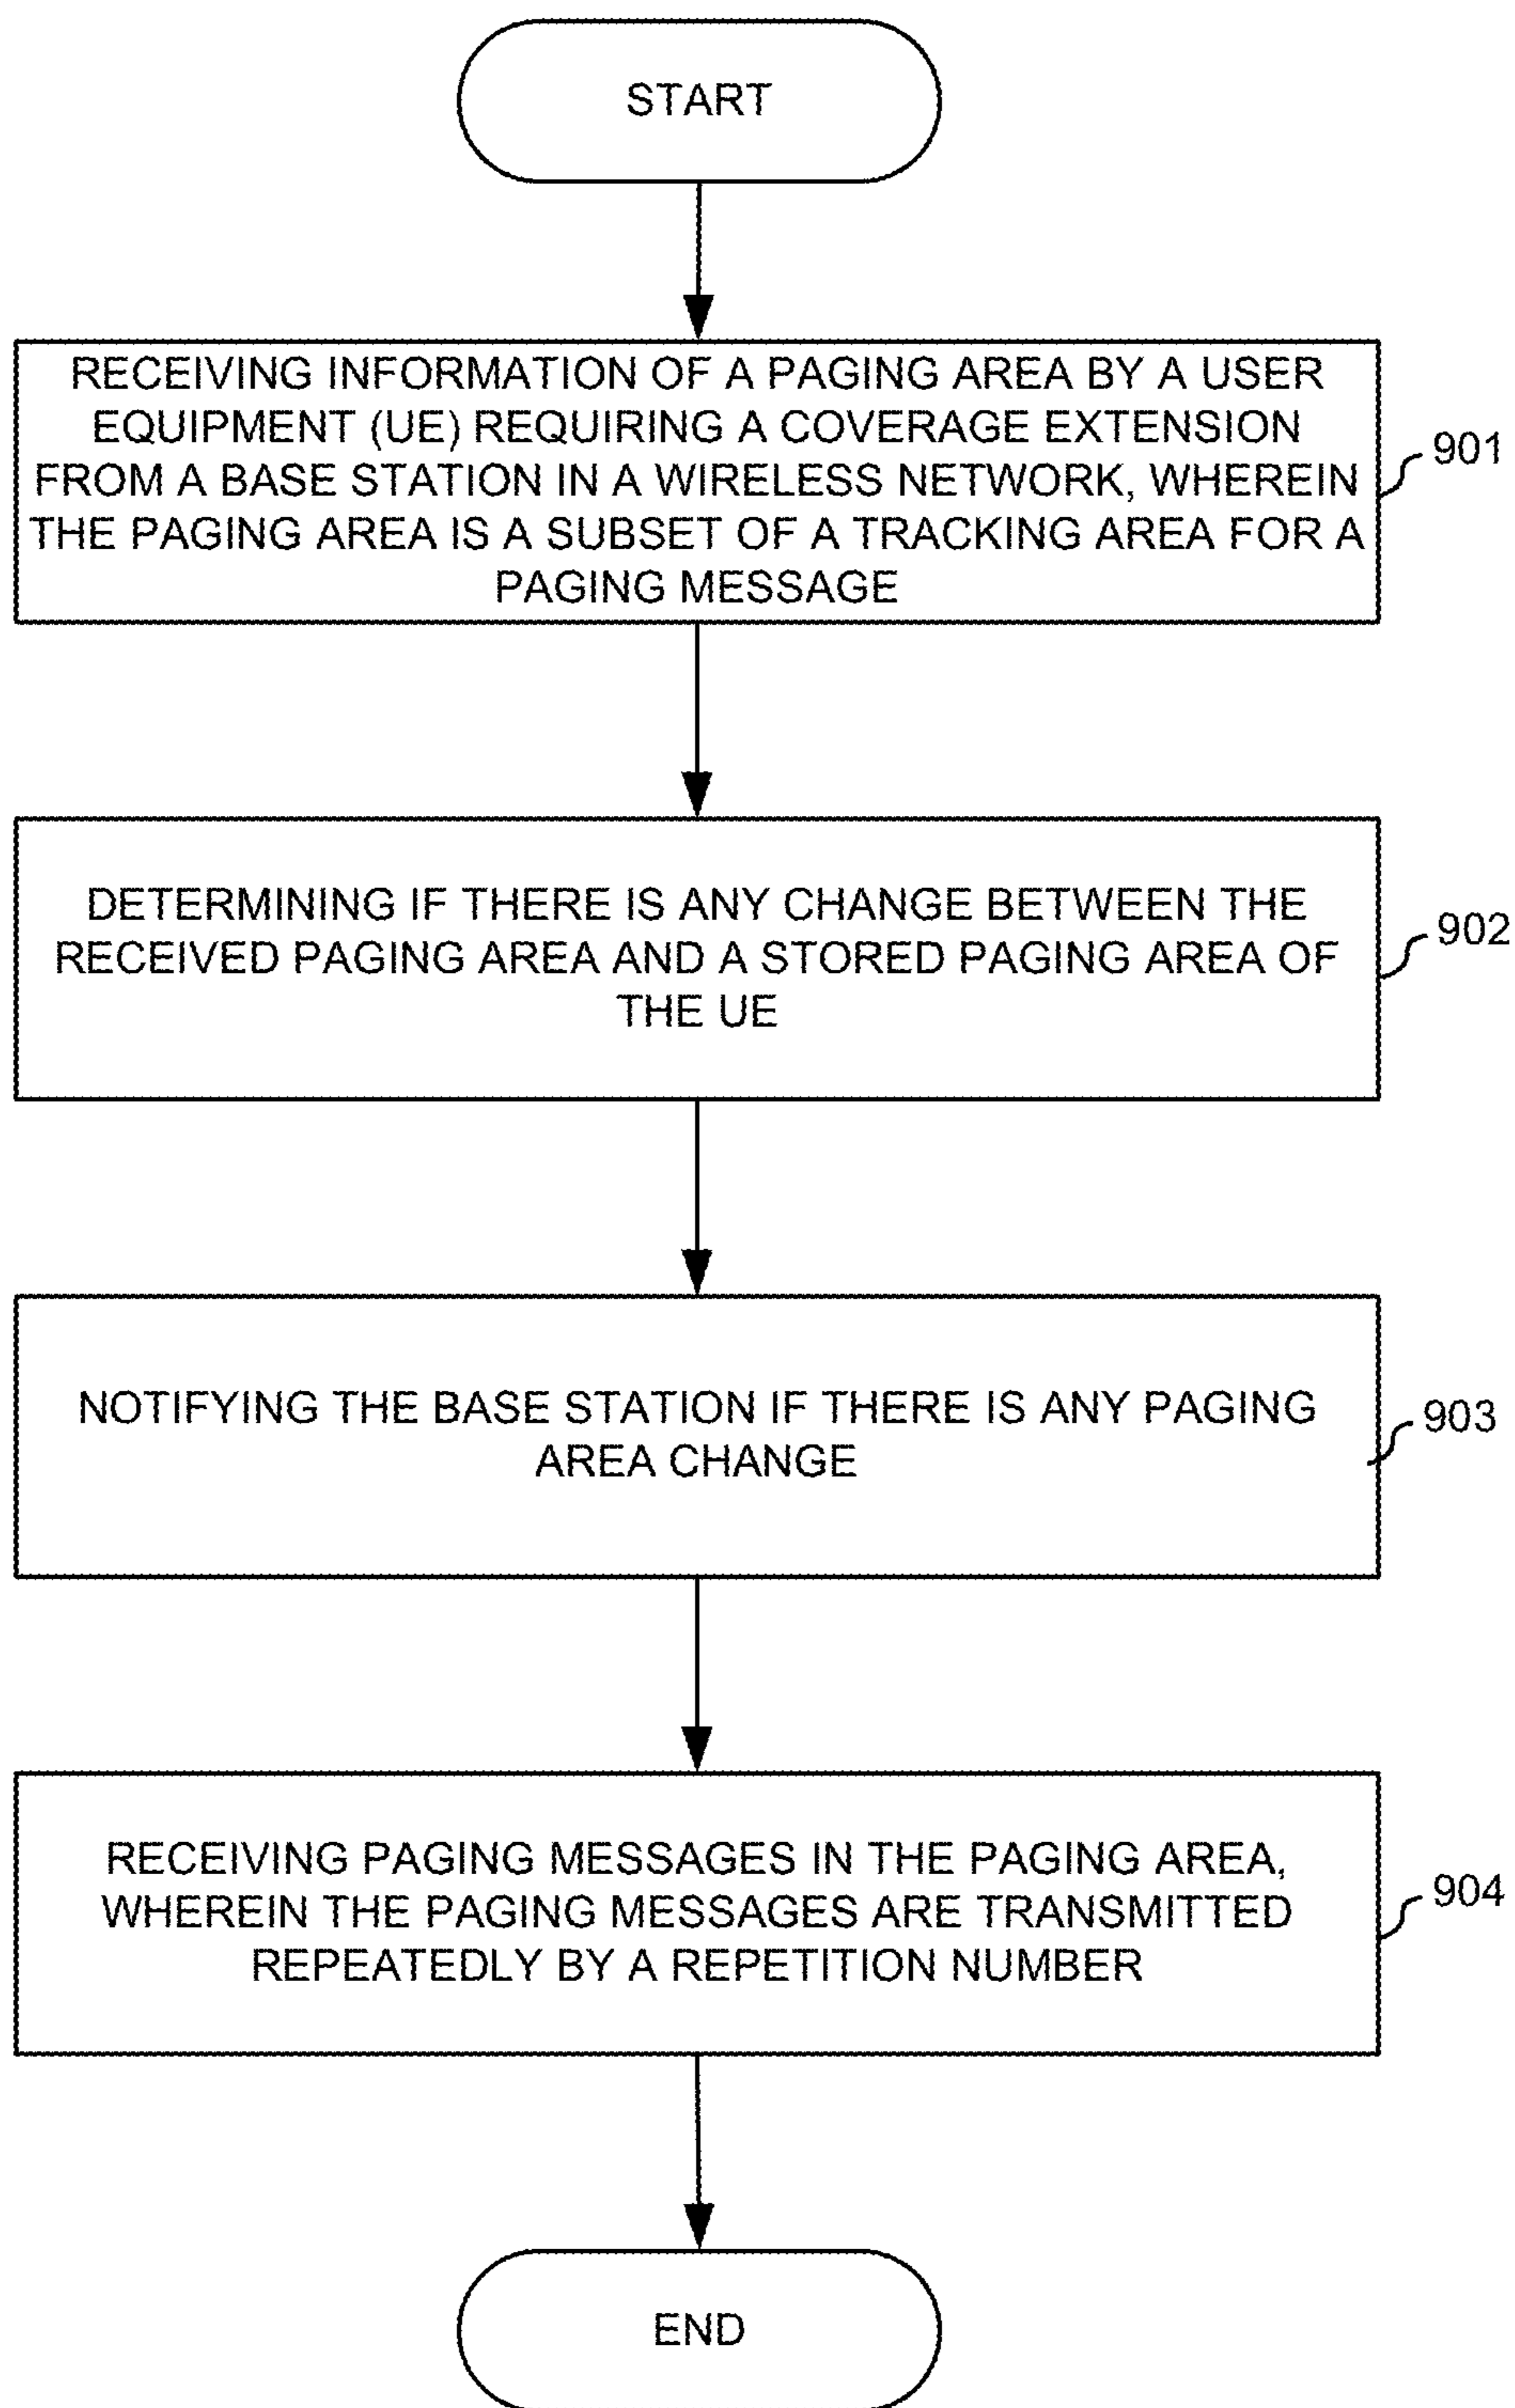 START
RECEIVING INFORMATION OF A PAGING AREA BY A USER
EQUIPMENT (UE) REQUIRING A COVERAGE EXTENSION
FROM A BASE STATION IN A WIRELESS NETWORK, WHEREIN
THE PAGING AREA IS A SUBSET OF A TRACKING AREA FOR A
PAGING MESSAGE
901
DETERMINING IF THERE IS ANY CHANGE BETWEEN THE
RECEIVED PAGING AREA AND A STORED PAGING AREA OF
THE UE
902
NOTIFYING THE BASE STATION IF THERE IS ANY PAGING
AREA CHANGE
903
RECEIVING PAGING MESSAGES IN THE PAGING AREA,
WHEREIN THE PAGING MESSAGES ARE TRANSMITTED
REPEATEDLY BY A REPETITION NUMBER
904
END